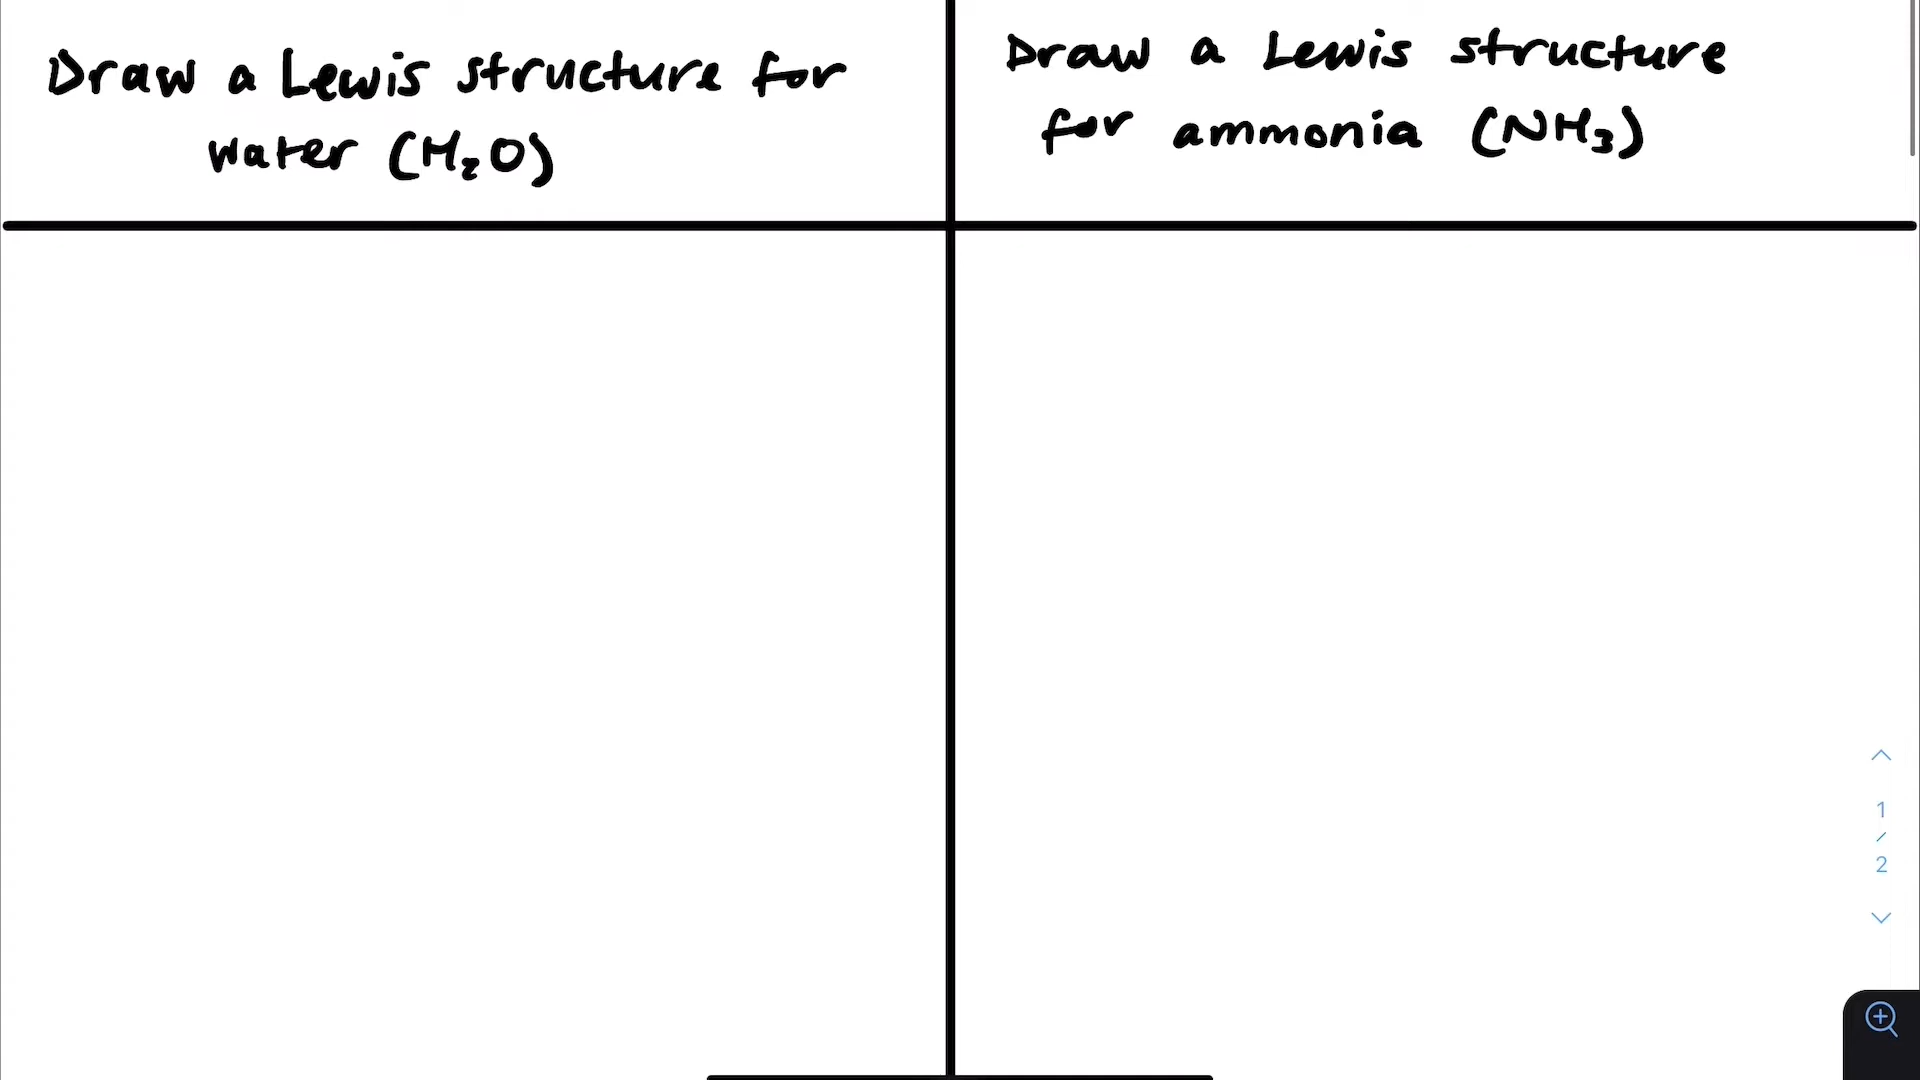 Draw a Lewis structure for
water (H₂O)
Draw a Lewis structure
for ammonia (NH₃)
1
/
2